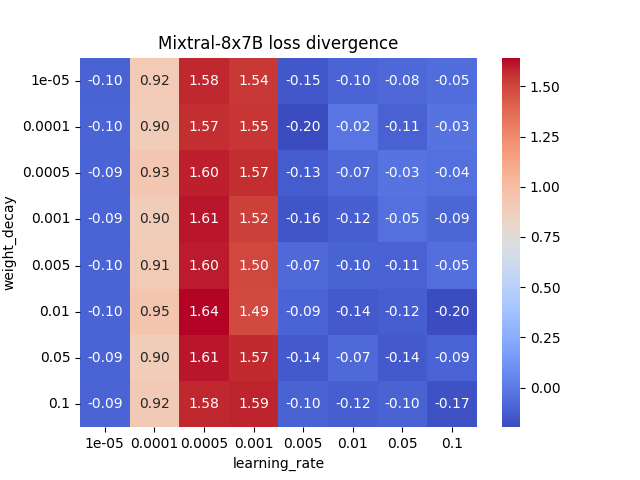 Mixtral-8x7B loss divergence
1e-05 -0.10 0.92 1.58 1.54 -0.15 -0.10 -0.08 -0.05
0.0001 -0.10 0.90 1.57 1.55 -0.20 -0.02 -0.11 -0.03
0.0005 -0.09 0.93 1.60 1.57 -0.13 -0.07 -0.03 -0.04
0.001 -0.09 0.90 1.61 1.52 -0.16 -0.12 -0.05 -0.09
0.005 -0.10 0.91 1.60 1.50 -0.07 -0.10 -0.11 -0.05
0.01 -0.10 0.95 1.64 1.49 -0.09 -0.14 -0.12 -0.20
0.05 -0.09 0.90 1.61 1.57 -0.14 -0.07 -0.14 -0.09
0.1 -0.09 0.92 1.58 1.59 -0.10 -0.12 -0.10 -0.17
weight_decay
1e-05 0.0001 0.0005 0.001 0.005 0.01 0.05 0.1
learning_rate
1.50
1.25
1.00
0.75
0.50
0.25
0.00